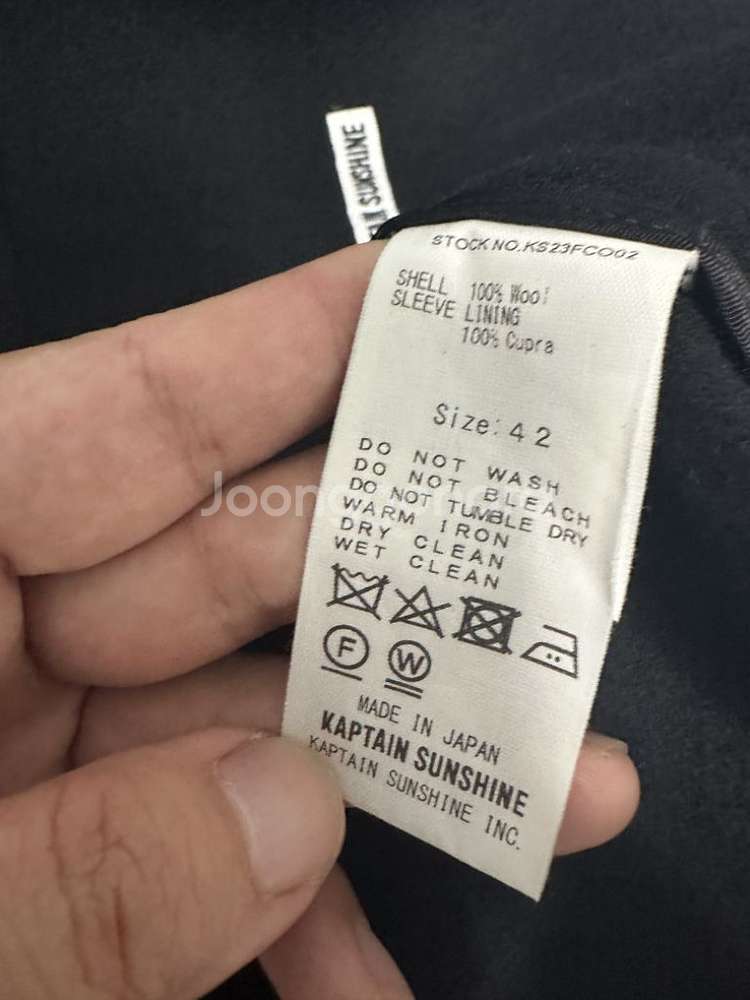 SUNSHINE
STOCK NO. KS23FCO02
SHELL 100% Wool
SLEEVE LINING
100% Cupra
Size: 42
DO NOT WASH
DO NOT BLEACH
DO NOT TUMBLE DRY
WARM IRON
DRY CLEAN
WET CLEAN
F W
MADE IN JAPAN
KAPTAIN SUNSHINE
KAPTAIN SUNSHINE INC.